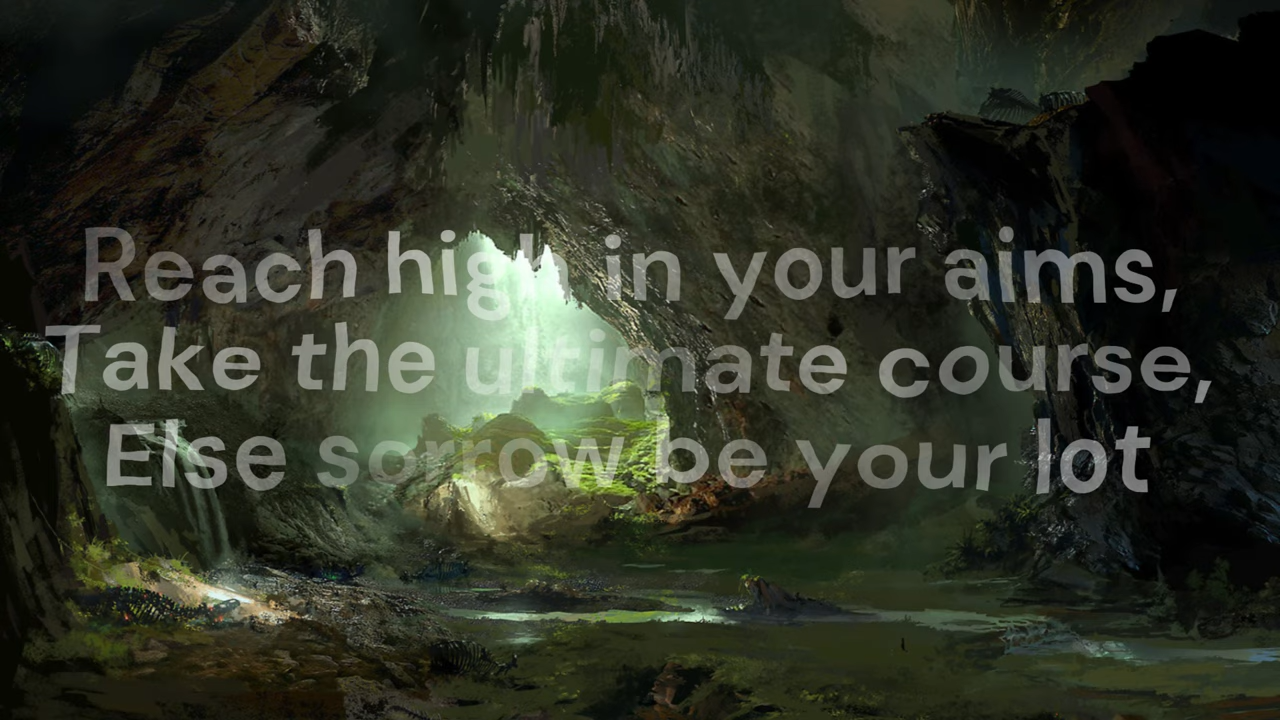 Reach high in your aims,
Take the ultimate course,
Else sorrow be your lot